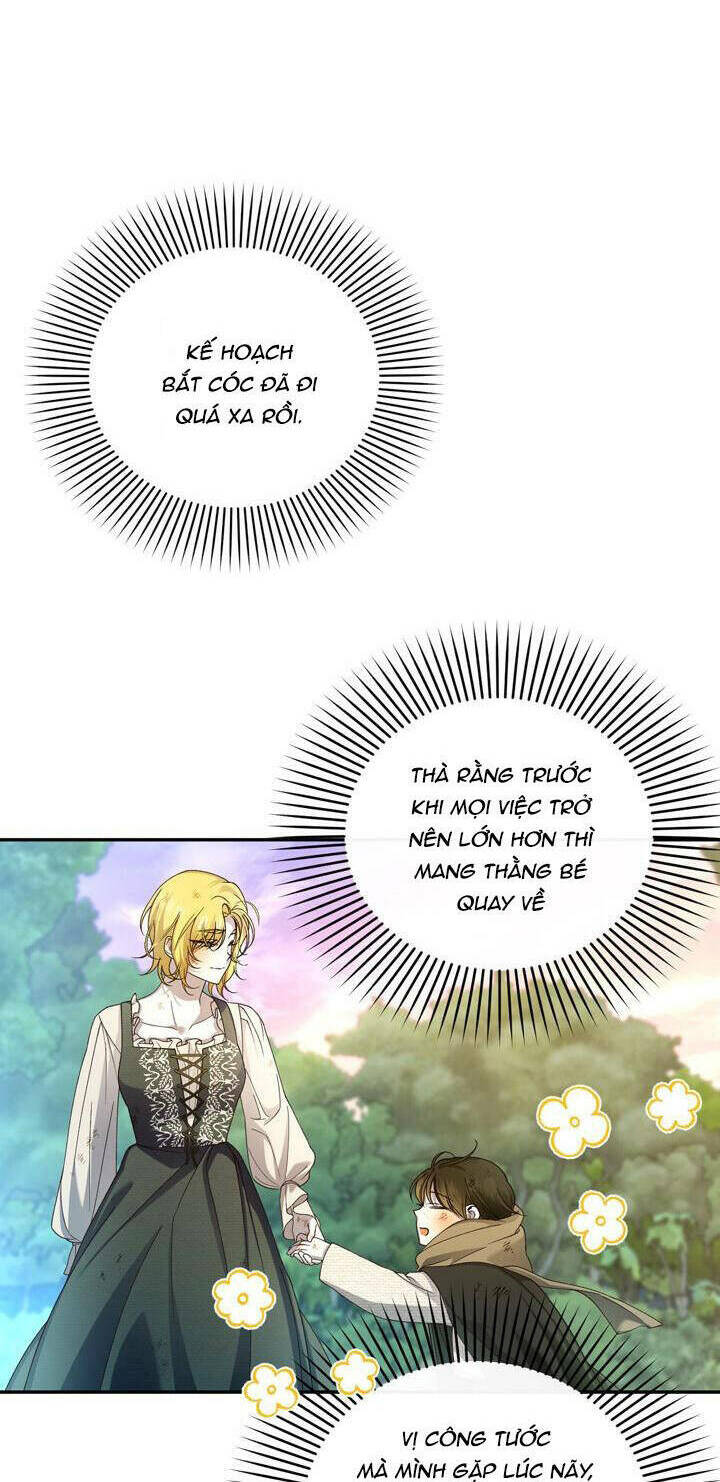 KẾ HOẠCH
BẮT CÓC ĐÃ ĐI
QUÁ XA RỒI.
THÀ RẰNG TRƯỚC
KHI MỌI VIỆC TRỞ
NÊN LỚN HƠN THÌ
MANG THẰNG BÉ
QUAY VỀ
VỊ CÔNG TƯỚC
MÀ MÌNH GẶP LÚC NÃY,